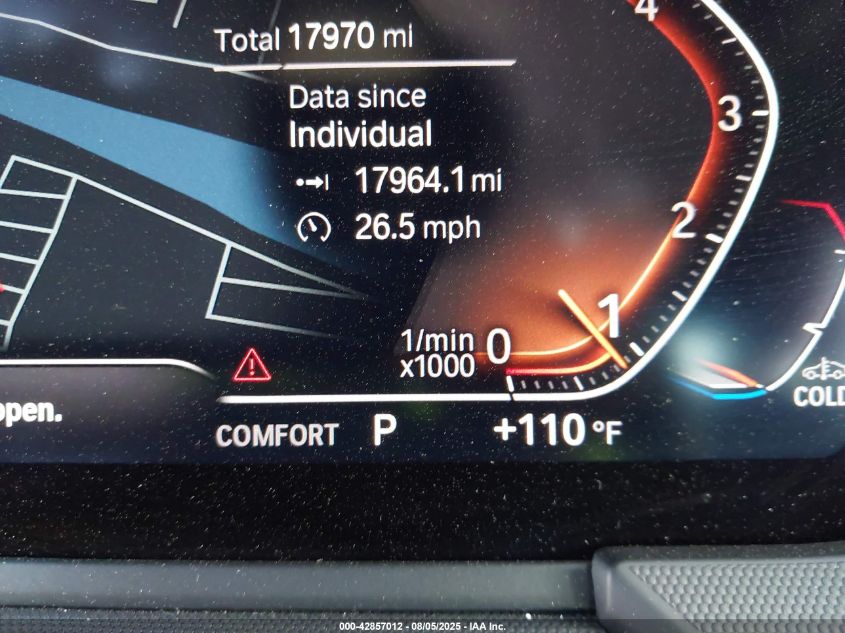 4
Total 17970 mi
Data since
Individual
3
17964.1 mi
26.5 mph
2
1
1/min
x1000
0
COLD
open.
COMFORT P +110 °F
000-42857012 - 08/05/2025 - IAA Inc.